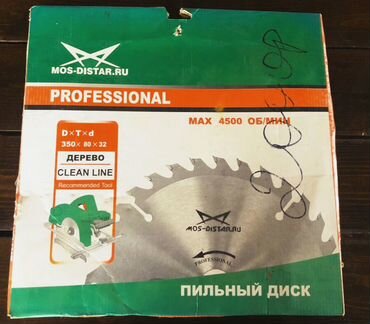 MOS-DISTAR.RU
PROFESSIONAL
MAX 4500 ОБ/МИН
D×T×d
350× 80×32
ДЕРЕВО
CLEAN LINE
Recommended Tool
MOS-DISTAR.RU
PROFESSIONAL
ПИЛЬНЫЙ ДИСК